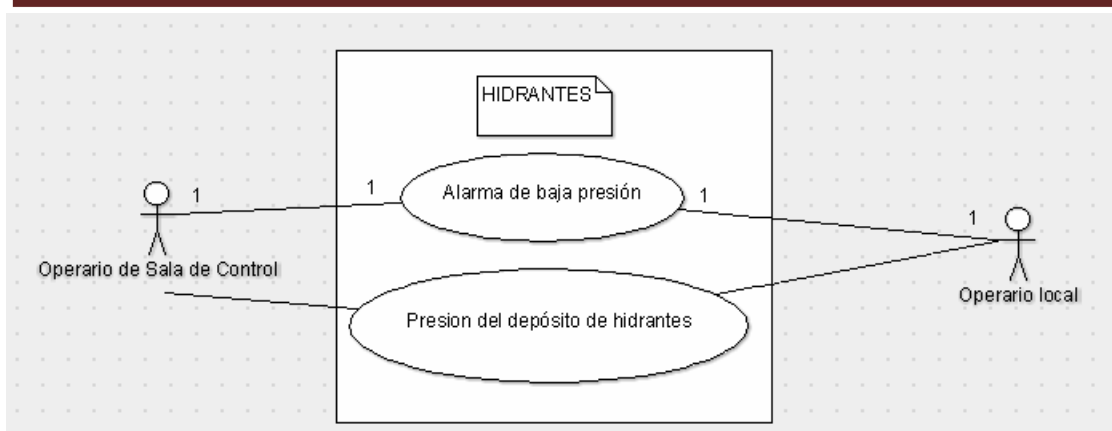 HIDRANTES
Alarma de baja presión
1
1
1
1
Operario de Sala de Control
Operario local
Presion del depósito de hidrantes